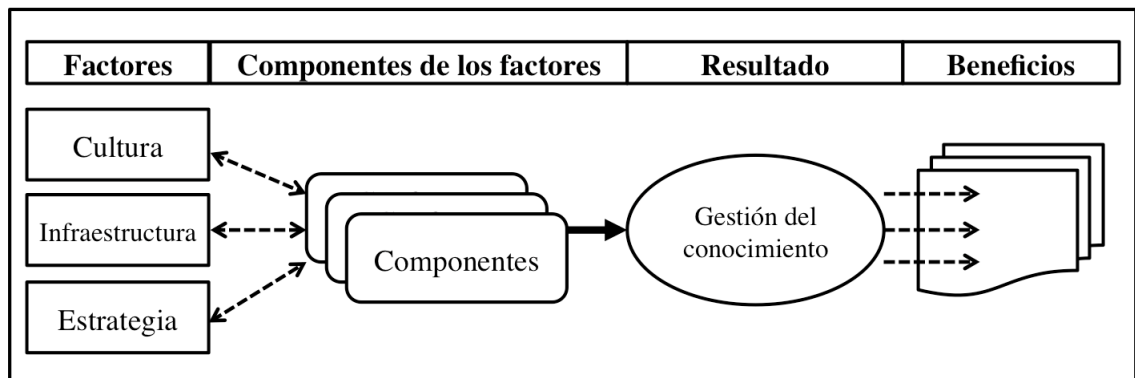 Factores
Componentes de los factores
Resultado
Beneficios
Cultura
Infraestructura
Estrategia
Componentes
Gestión del
conocimiento